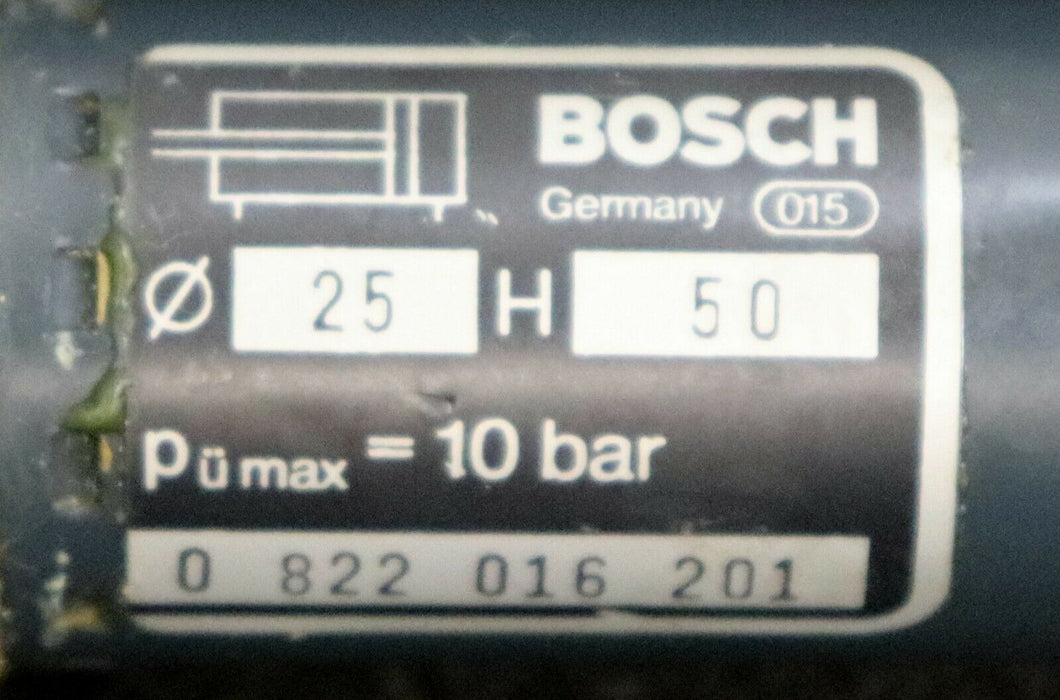 BOSCH
Germany 015
Ø 25 H 50
pü max = 10 bar
0 822 016 201